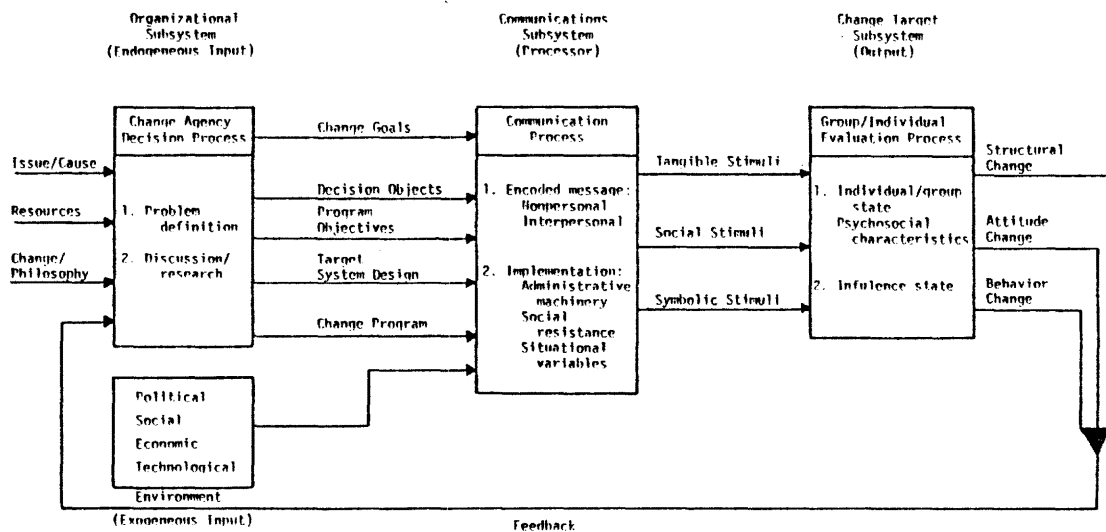 Organizational
Subsystem
(Endogeneous Input)
Communications
Subsystem
(Processor)
Change Target
Subsystem
(Output)
Change Agency
Decision Process
Issue/Cause
Resources
Change/
Philosophy
1. Problem
definition
2. Discussion/
research
Change Goals
Decision Objects
Program
Objectives
Target
System Design
Change Program
Communication
Process
1. Encoded message:
Nonpersonal
Interpersonal
2. Implementation:
Administrative
machinery
Social
resistance
Situational
variables
Tangible Stimuli
Social Stimuli
Symbolic Stimuli
Group/Individual
Evaluation Process
1. Individual/group
state
Psychosocial
characteristics
2. Infulence state
Structural
Change
Attitude
Change
Behavior
Change
Political
Social
Economic
Technological
Environment
(Exogeneous Input)
Feedback